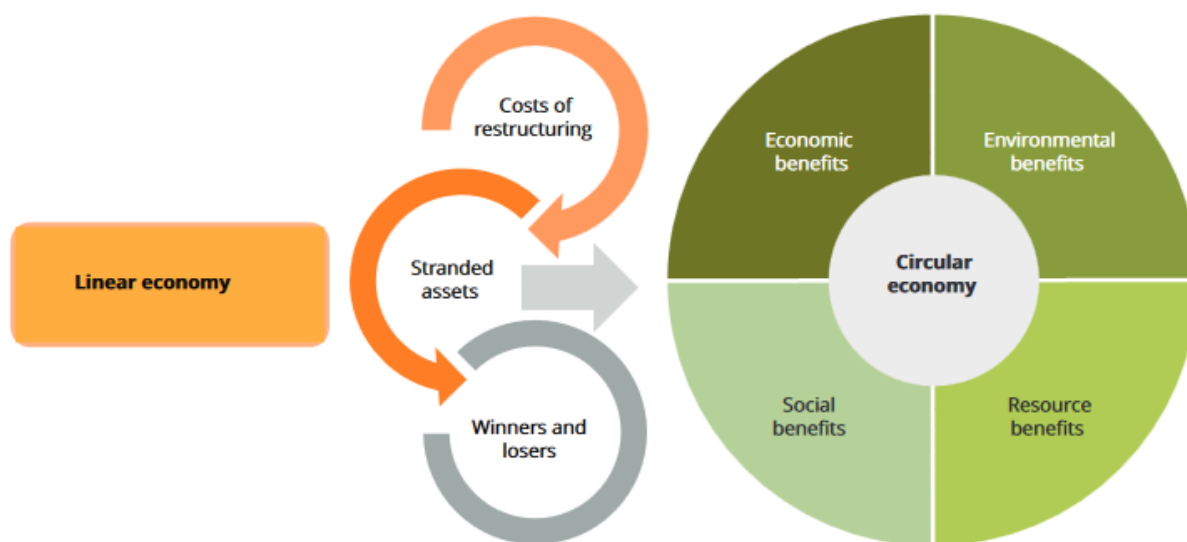 Linear economy
Costs of
restructuring
Stranded
assets
Winners and
losers
Economic
benefits
Environmental
benefits
Circular
economy
Social
benefits
Resource
benefits